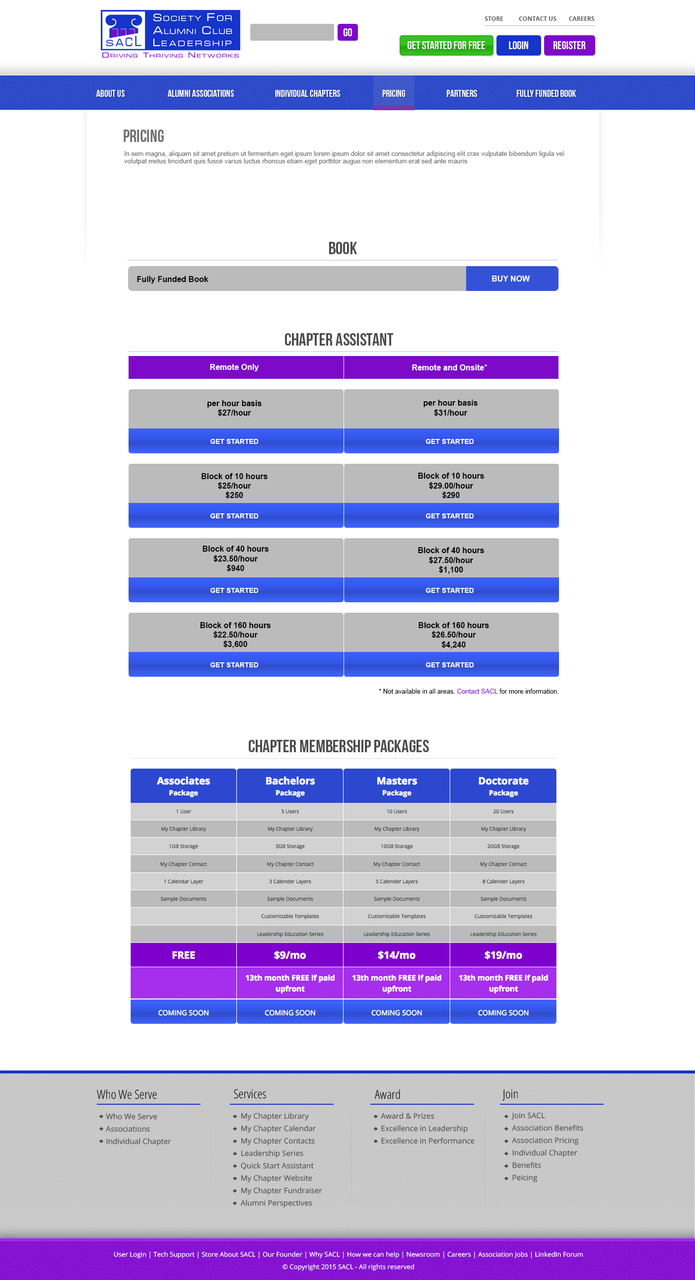 SACL
SOCIETY FOR
ALUMNI CLUB
LEADERSHIP
DRIVING THRIVING NETWORKS
GO
STORE CONTACT US CAREERS
GET STARTED FOR FREE LOGIN REGISTER
ABOUT US ALUMNI ASSOCIATIONS INDIVIDUAL CHAPTERS PRICING PARTNERS FULLY FUNDED BOOK
PRICING
In sem magna, aliquam sit amet pretium ut fermentum eget ipsum lorem ipsum dolor sit amet consectetur adipiscing elit cras vulputate bibendum ligula vel
volutpat metus tincidunt quis fusce varius luctus rhoncus etiam eget porttitor augue non elementum erat sed ante mauris
BOOK
Fully Funded Book BUY NOW
CHAPTER ASSISTANT
Remote Only Remote and Onsite*
per hour basis per hour basis
$27/hour $31/hour
GET STARTED GET STARTED
Block of 10 hours Block of 10 hours
$25/hour $29.00/hour
$250 $290
GET STARTED GET STARTED
Block of 40 hours Block of 40 hours
$23.50/hour $27.50/hour
$940 $1,100
GET STARTED GET STARTED
Block of 160 hours Block of 160 hours
$22.50/hour $26.50/hour
$3,600 $4,240
GET STARTED GET STARTED
* Not available in all areas. Contact SACL for more information.
CHAPTER MEMBERSHIP PACKAGES
Associates Bachelors Masters Doctorate
Package Package Package Package
1 User 5 Users 10 Users 20 Users
My Chapter Library My Chapter Library My Chapter Library My Chapter Library
1GB Storage 3GB Storage 10GB Storage 20GB Storage
My Chapter Contact My Chapter Contact My Chapter Contact My Chapter Contact
1 Calendar Layer 3 Calender Layers 5 Calender Layers 8 Calender Layers
Sample Documents Sample Documents Sample Documents Sample Documents
Customizable Templates Customizable Templates Customizable Templates
Leadership Education Series Leadership Education Series Leadership Education Series
FREE $9/mo $14/mo $19/mo
13th month FREE if paid 13th month FREE if paid 13th month FREE if paid
upfront upfront upfront
COMING SOON COMING SOON COMING SOON COMING SOON
Who We Serve
Who We Serve
Associations
Individual Chapter
Services
My Chapter Library
My Chapter Calendar
My Chapter Contacts
Leadership Series
Quick Start Assistant
My Chapter Website
My Chapter Fundraiser
Alumni Perspectives
Award
Award & Prizes
Excellence in Leadership
Excellence in Performance
Join
Join SACL
Association Benefits
Association Pricing
Individual Chapter
Benefits
Peicing
User Login | Tech Support | Store About SACL | Our Founder | Why SACL | How we can help | Newsroom | Careers | Association Jobs | LinkedIn Forum
© Copyright 2015 SACL - All rights reserved